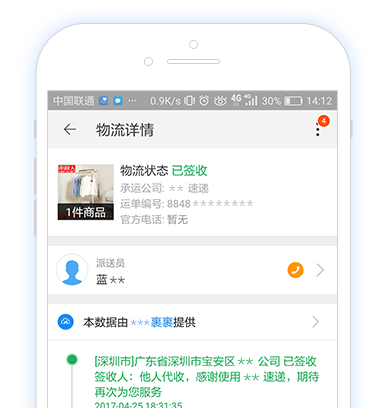 中国联通 ··· 0.9K/s 4G 4G 30% 14:12
物流详情 4
物流状态 已签收
承运公司: ** 速递
运单编号: 8848********
官方电话: 暂无
1件商品
派送员
蓝 **
本数据由***裹裹提供
[深圳市]广东省深圳市宝安区 ** 公司 已签收
签收人：他人代收，感谢使用 ** 速递，期待
再次为您服务
2017-04-25 18:31:35